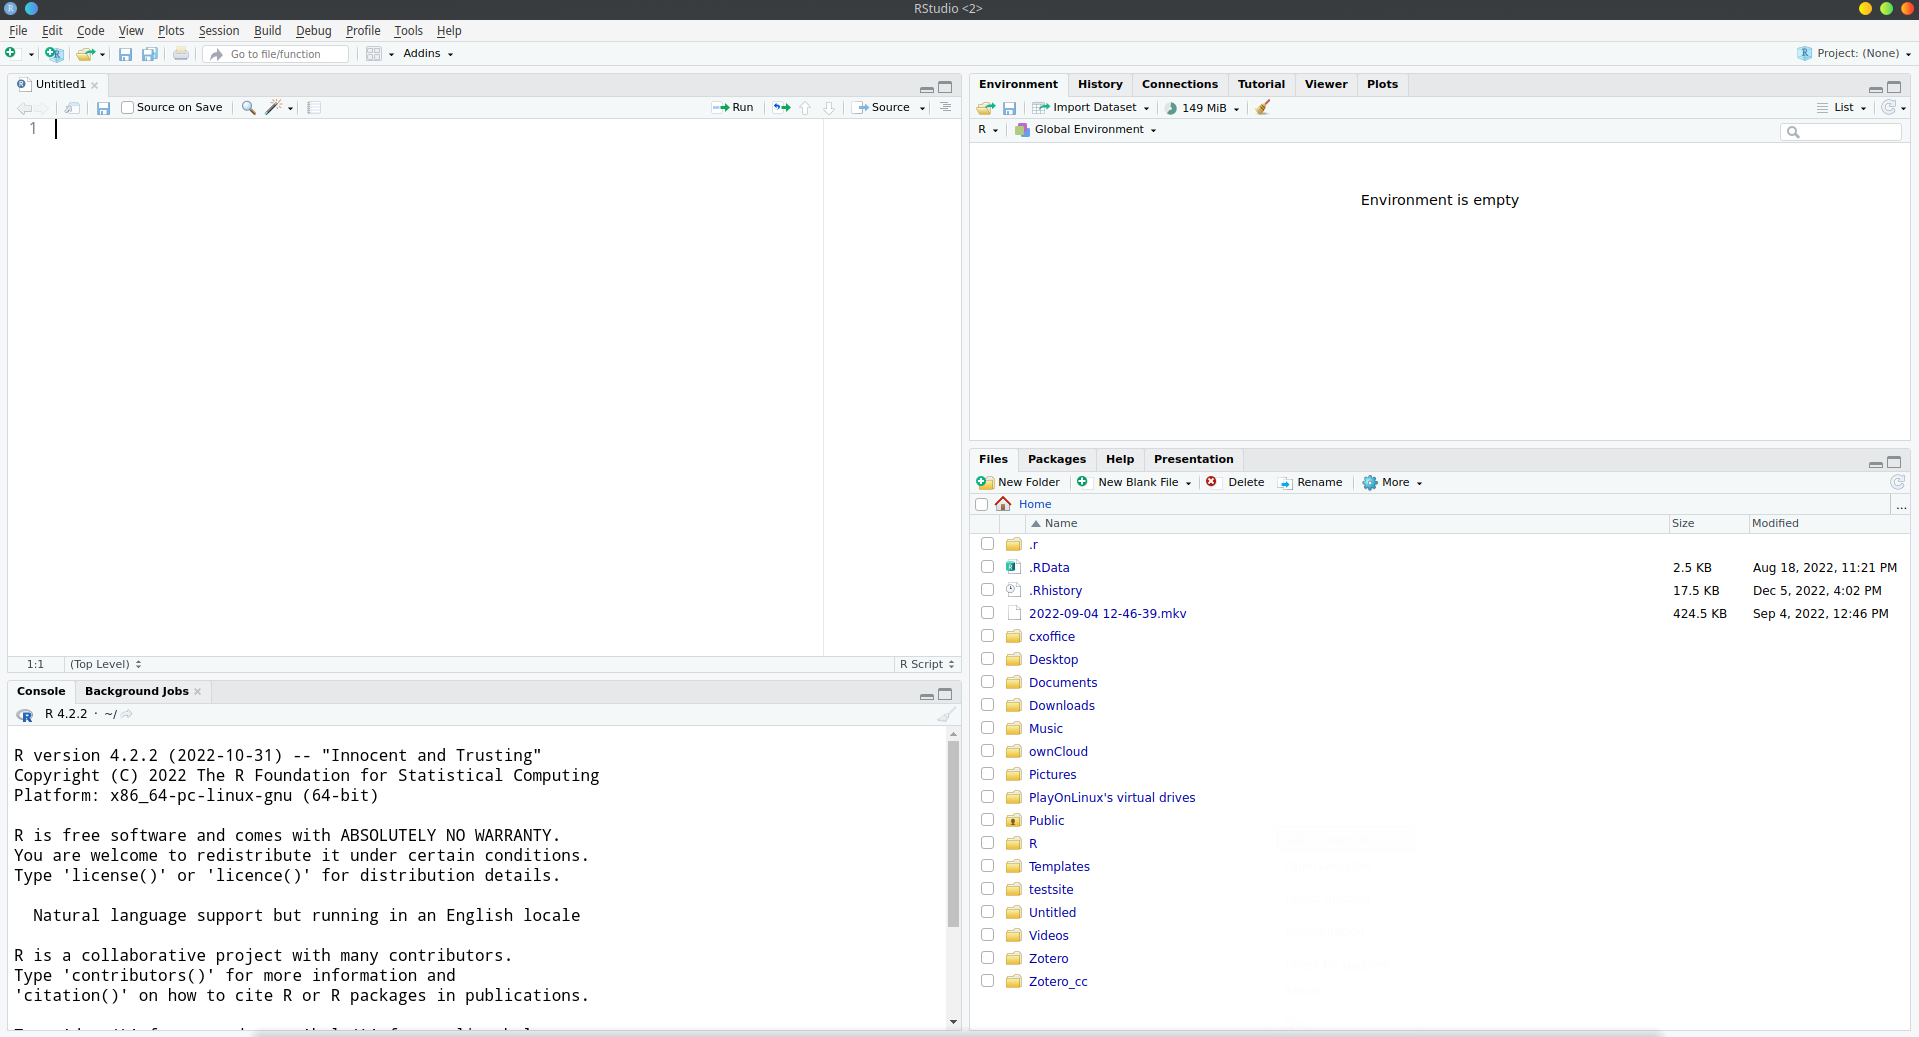 RStudio <2>
File Edit Code View Plots Session Build Debug Profile Tools Help
Go to file/function Addins Project: (None)
Untitled1
Source on Save Run Source
1
1:1 (Top Level) R Script
Console Background Jobs
R 4.2.2 · ~/
R version 4.2.2 (2022-10-31) -- "Innocent and Trusting"
Copyright (C) 2022 The R Foundation for Statistical Computing
Platform: x86_64-pc-linux-gnu (64-bit)
R is free software and comes with ABSOLUTELY NO WARRANTY.
You are welcome to redistribute it under certain conditions.
Type 'license()' or 'licence()' for distribution details.
Natural language support but running in an English locale
R is a collaborative project with many contributors.
Type 'contributors()' for more information and
'citation()' on how to cite R or R packages in publications.
Environment History Connections Tutorial Viewer Plots
Import Dataset 149 MiB List
R Global Environment
Environment is empty
Files Packages Help Presentation
New Folder New Blank File Delete Rename More
Home ...
Name Size Modified
.r
.RData 2.5 KB Aug 18, 2022, 11:21 PM
.Rhistory 17.5 KB Dec 5, 2022, 4:02 PM
2022-09-04 12-46-39.mkv 424.5 KB Sep 4, 2022, 12:46 PM
cxoffice
Desktop
Documents
Downloads
Music
ownCloud
Pictures
PlayOnLinux's virtual drives
Public
R
Templates
testsite
Untitled
Videos
Zotero
Zotero_cc